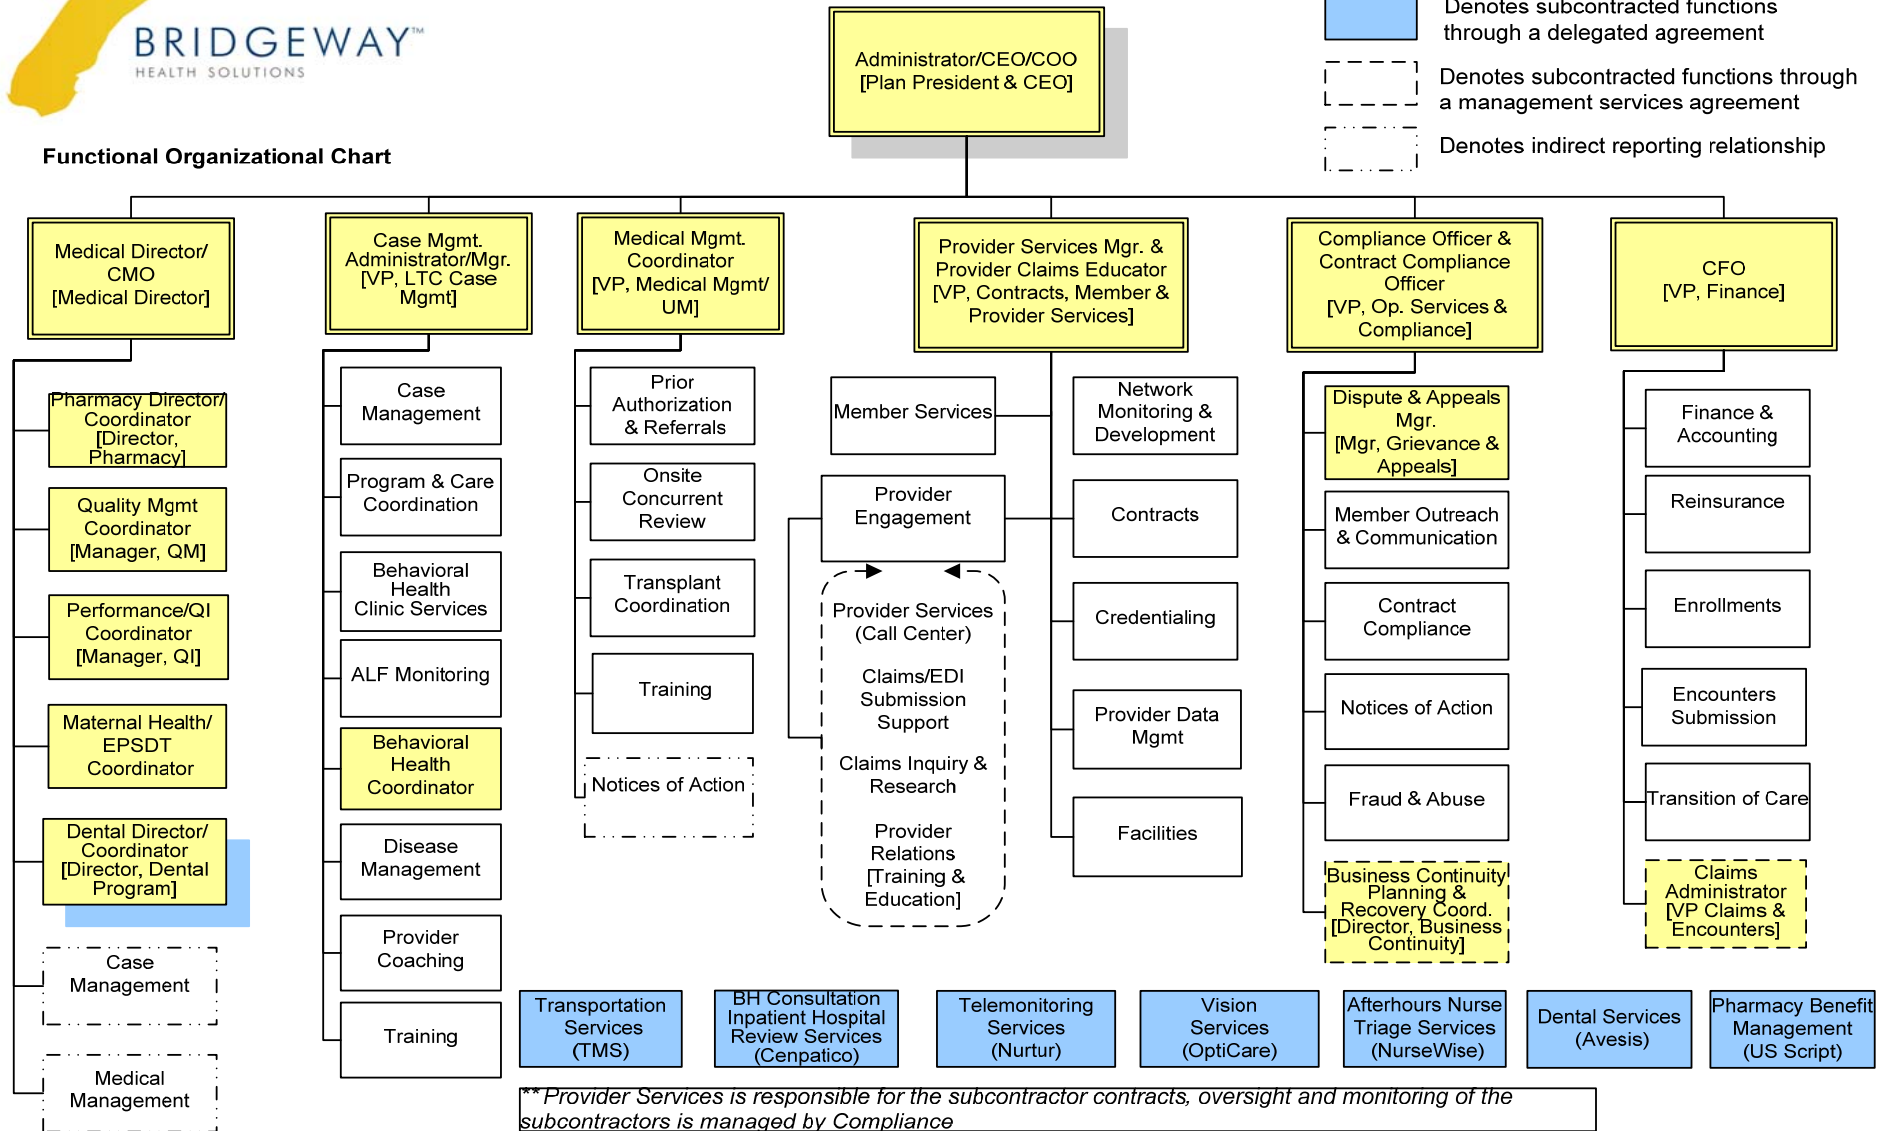 BRIDGEWAY™
HEALTH SOLUTIONS
Functional Organizational Chart
Denotes subcontracted functions
through a delegated agreement
Denotes subcontracted functions through
a management services agreement
Denotes indirect reporting relationship
Administrator/CEO/COO
[Plan President & CEO]
Medical Director/
CMO
[Medical Director]
Pharmacy Director/
Coordinator
[Director,
Pharmacy]
Quality Mgmt
Coordinator
[Manager, QM]
Performance/QI
Coordinator
[Manager, QI]
Maternal Health/
EPSDT
Coordinator
Dental Director/
Coordinator
[Director, Dental
Program]
Case
Management
Medical
Management
Case Mgmt.
Administrator/Mgr.
[VP, LTC Case
Mgmt]
Case
Management
Program & Care
Coordination
Behavioral
Health
Clinic Services
ALF Monitoring
Behavioral
Health
Coordinator
Disease
Management
Provider
Coaching
Training
Medical Mgmt.
Coordinator
[VP, Medical Mgmt/
UM]
Prior
Authorization
& Referrals
Onsite
Concurrent
Review
Transplant
Coordination
Training
Notices of Action
Provider Services Mgr. &
Provider Claims Educator
[VP, Contracts, Member &
Provider Services]
Member Services
Provider
Engagement
Provider Services
(Call Center)
Claims/EDI
Submission
Support
Claims Inquiry &
Research
Provider
Relations
[Training &
Education]
Network
Monitoring &
Development
Contracts
Credentialing
Provider Data
Mgmt
Facilities
Compliance Officer &
Contract Compliance
Officer
[VP, Op. Services &
Compliance]
Dispute & Appeals
Mgr.
[Mgr, Grievance &
Appeals]
Member Outreach
& Communication
Contract
Compliance
Notices of Action
Fraud & Abuse
Business Continuity
Planning &
Recovery Coord.
[Director, Business
Continuity]
CFO
[VP, Finance]
Finance &
Accounting
Reinsurance
Enrollments
Encounters
Submission
Transition of Care
Claims
Administrator
[VP Claims &
Encounters]
Transportation
Services
(TMS)
BH Consultation
Inpatient Hospital
Review Services
(Cenpatico)
Telemonitoring
Services
(Nurtur)
Vision
Services
(OptiCare)
Afterhours Nurse
Triage Services
(NurseWise)
Dental Services
(Avesis)
Pharmacy Benefit
Management
(US Script)
** Provider Services is responsible for the subcontractor contracts, oversight and monitoring of the
subcontractors is managed by Compliance